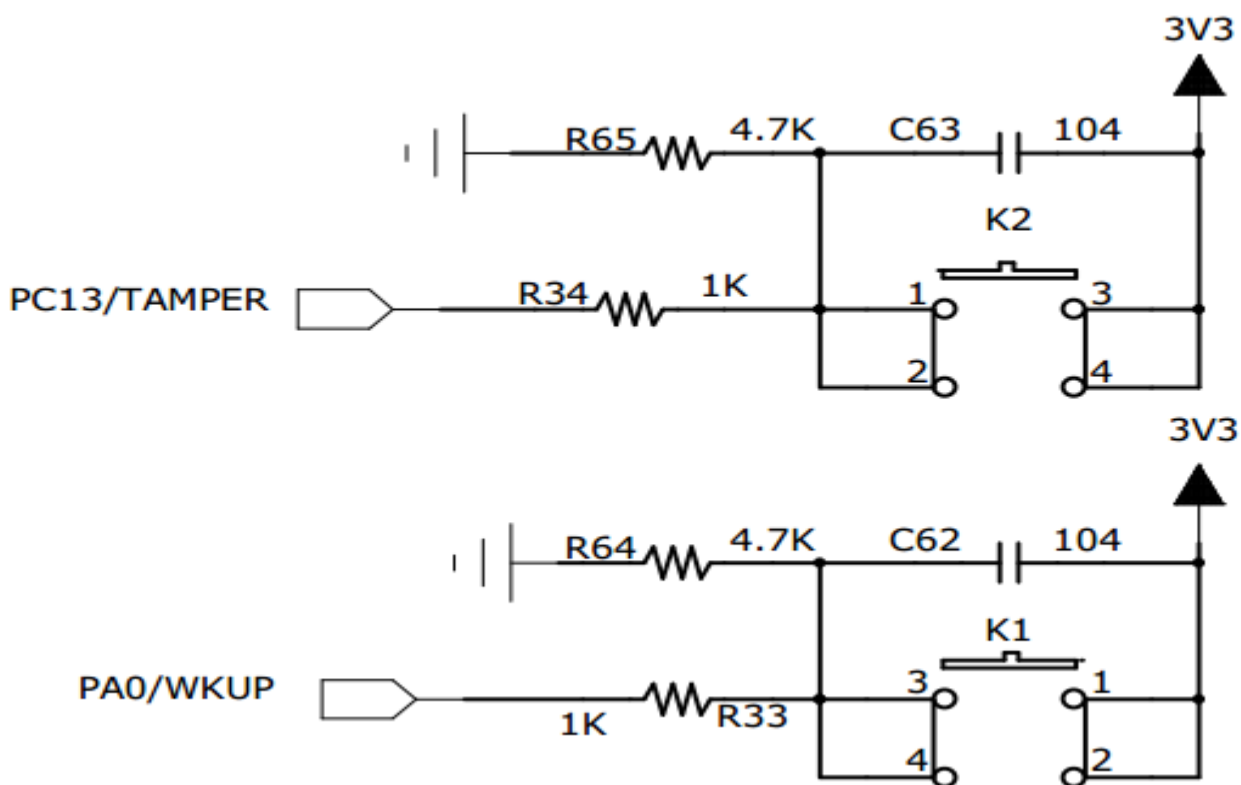 3V3
R65 4.7K C63 104
K2
PC13/TAMPER R34 1K 1 3
2 4
3V3
R64 4.7K C62 104
K1
PA0/WKUP 1K R33 3 1
4 2